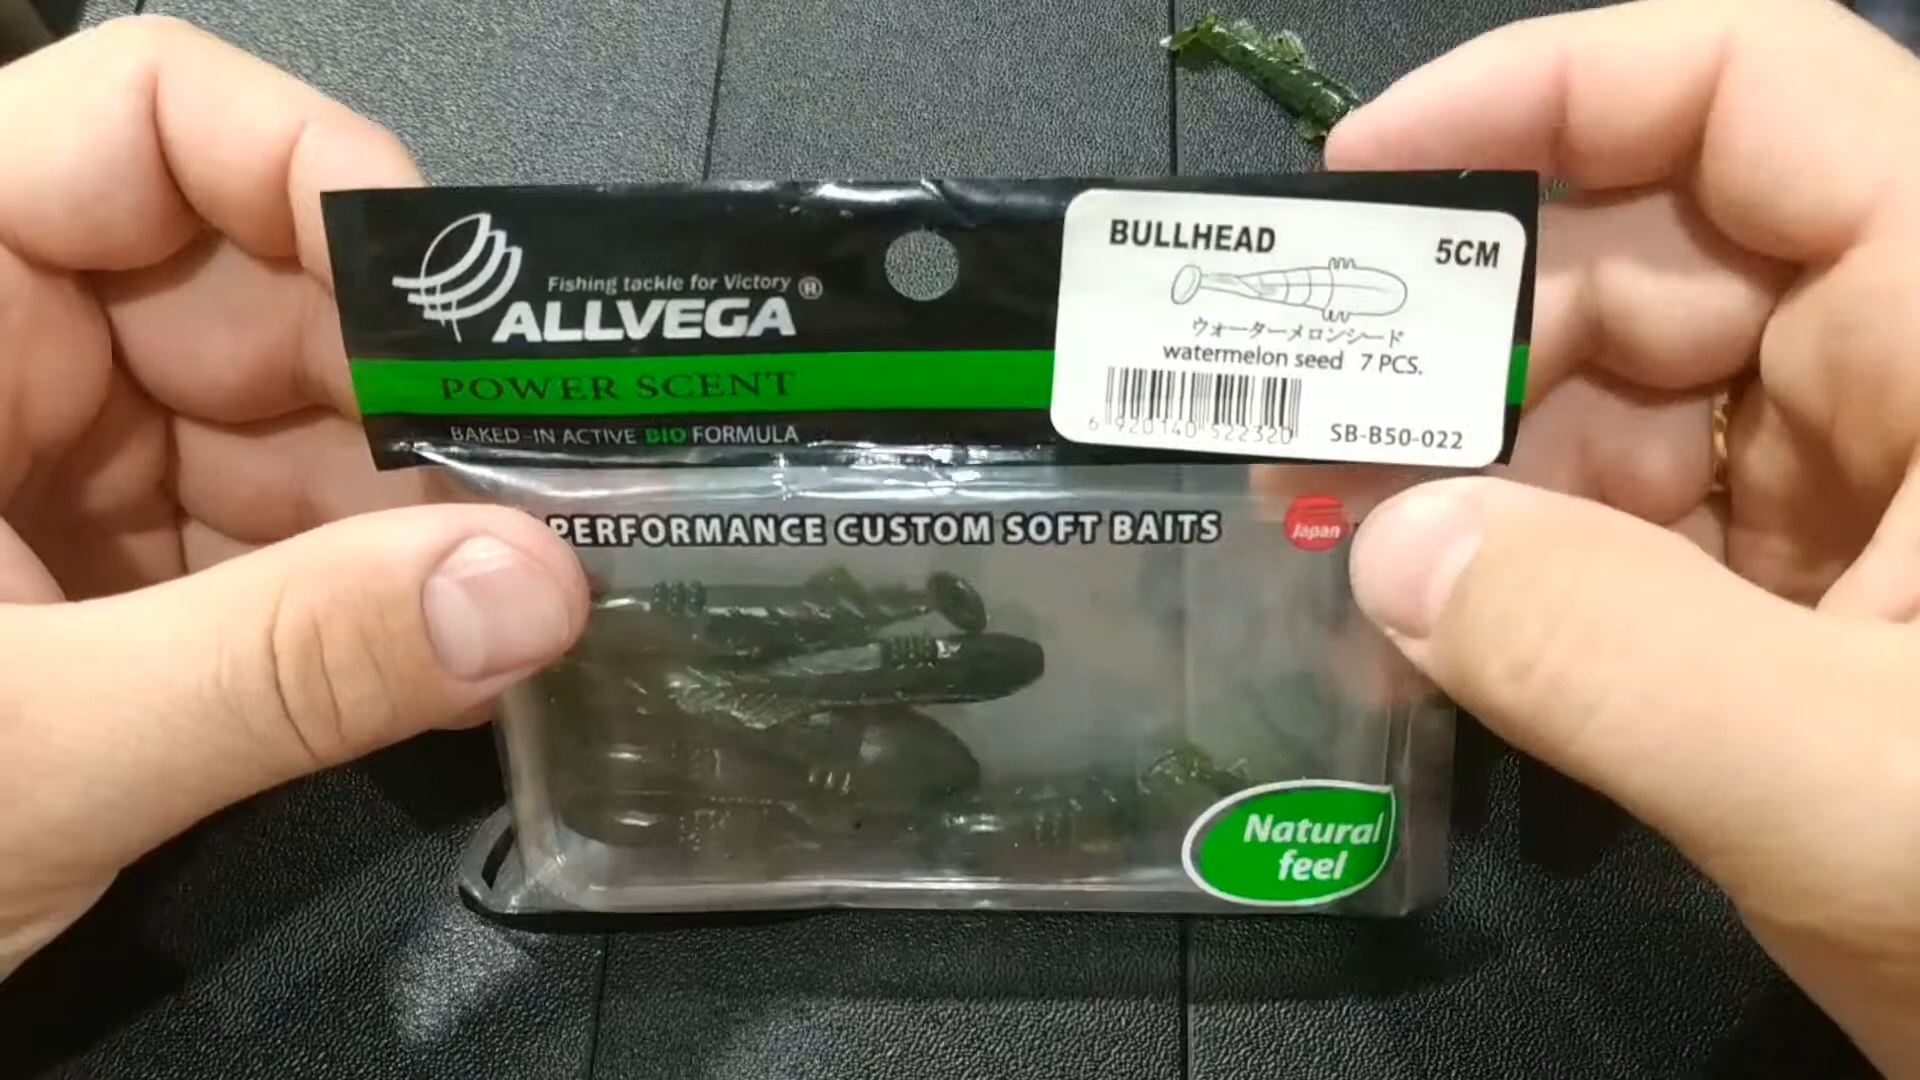 Fishing tackle for Victory ®
ALLVEGA
POWER SCENT
BAKED-IN ACTIVE BIO FORMULA
BULLHEAD
5CM
ウォーターメロンシード
watermelon seed 7 PCS.
6 920140 522320
SB-B50-022
PERFORMANCE CUSTOM SOFT BAITS
Japan
Natural
feel